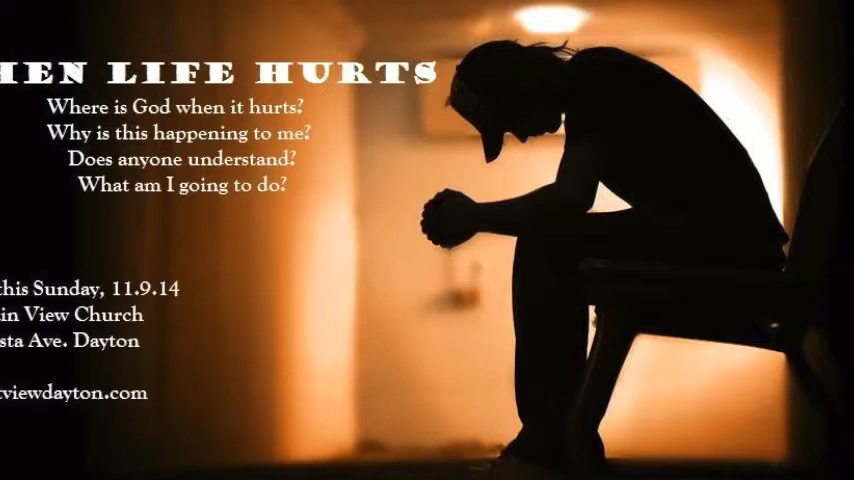 HEN LIFE HURTS
Where is God when it hurts?
Why is this happening to me?
Does anyone understand?
What am I going to do?
this Sunday, 11.9.14
in View Church
sta Ave. Dayton
tviewdayton.com